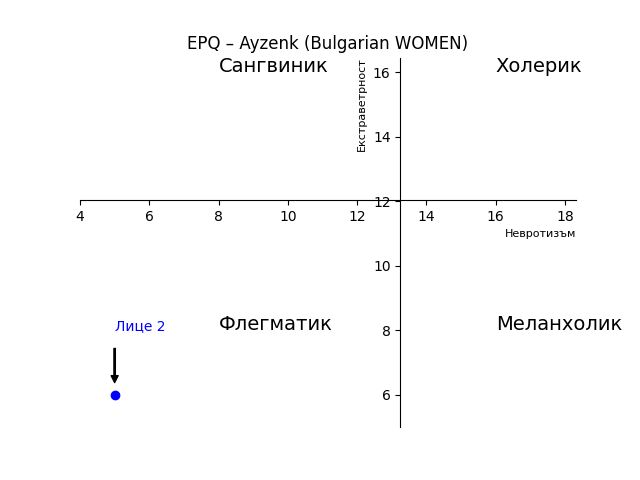 EPQ – Ayzenk (Bulgarian WOMEN)
Сангвиник
Холерик
Екстраветрност
16
14
12
10
8
6
4 6 8 10 12 14 16 18
Невротизъм
Лице 2
Флегматик
Меланхолик